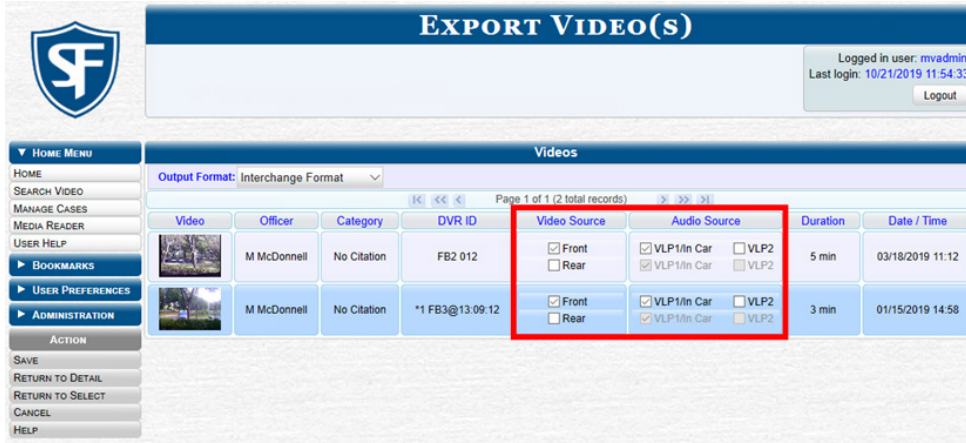 EXPORT VIDEO(S)
SF
Logged in user: mvadmin
Last login: 10/21/2019 11:54:33
Logout
▼ HOME MENU
HOME
SEARCH VIDEO
MANAGE CASES
MEDIA READER
USER HELP
▶ BOOKMARKS
▶ USER PREFERENCES
▶ ADMINISTRATION
ACTION
SAVE
RETURN TO DETAIL
RETURN TO SELECT
CANCEL
HELP
Videos
Output Format: Interchange Format
Page 1 of 1 (2 total records)
Video Officer Category DVR ID Video Source Audio Source Duration Date / Time
M McDonnell No Citation FB2 012 Front VLP1/In Car VLP2 5 min 03/18/2019 11:12
Rear VLP1/In Car VLP2
M McDonnell No Citation *1 FB3@13:09:12 Front VLP1/In Car VLP2 3 min 01/15/2019 14:58
Rear VLP1/In Car VLP2